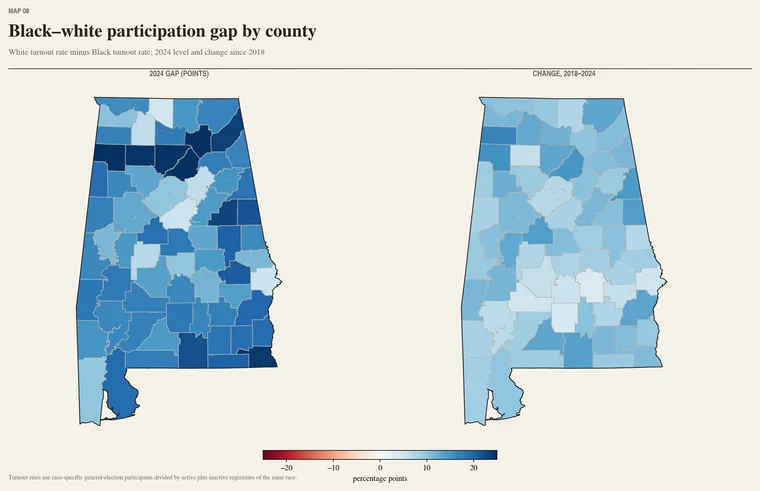 MAP 08
Black–white participation gap by county
White turnout rate minus Black turnout rate; 2024 level and change since 2018
2024 GAP (POINTS)
CHANGE, 2018–2024
−20
−10
0
10
20
percentage points
Turnout rates use race-specific general-election participants divided by active plus inactive registrants of the same race.